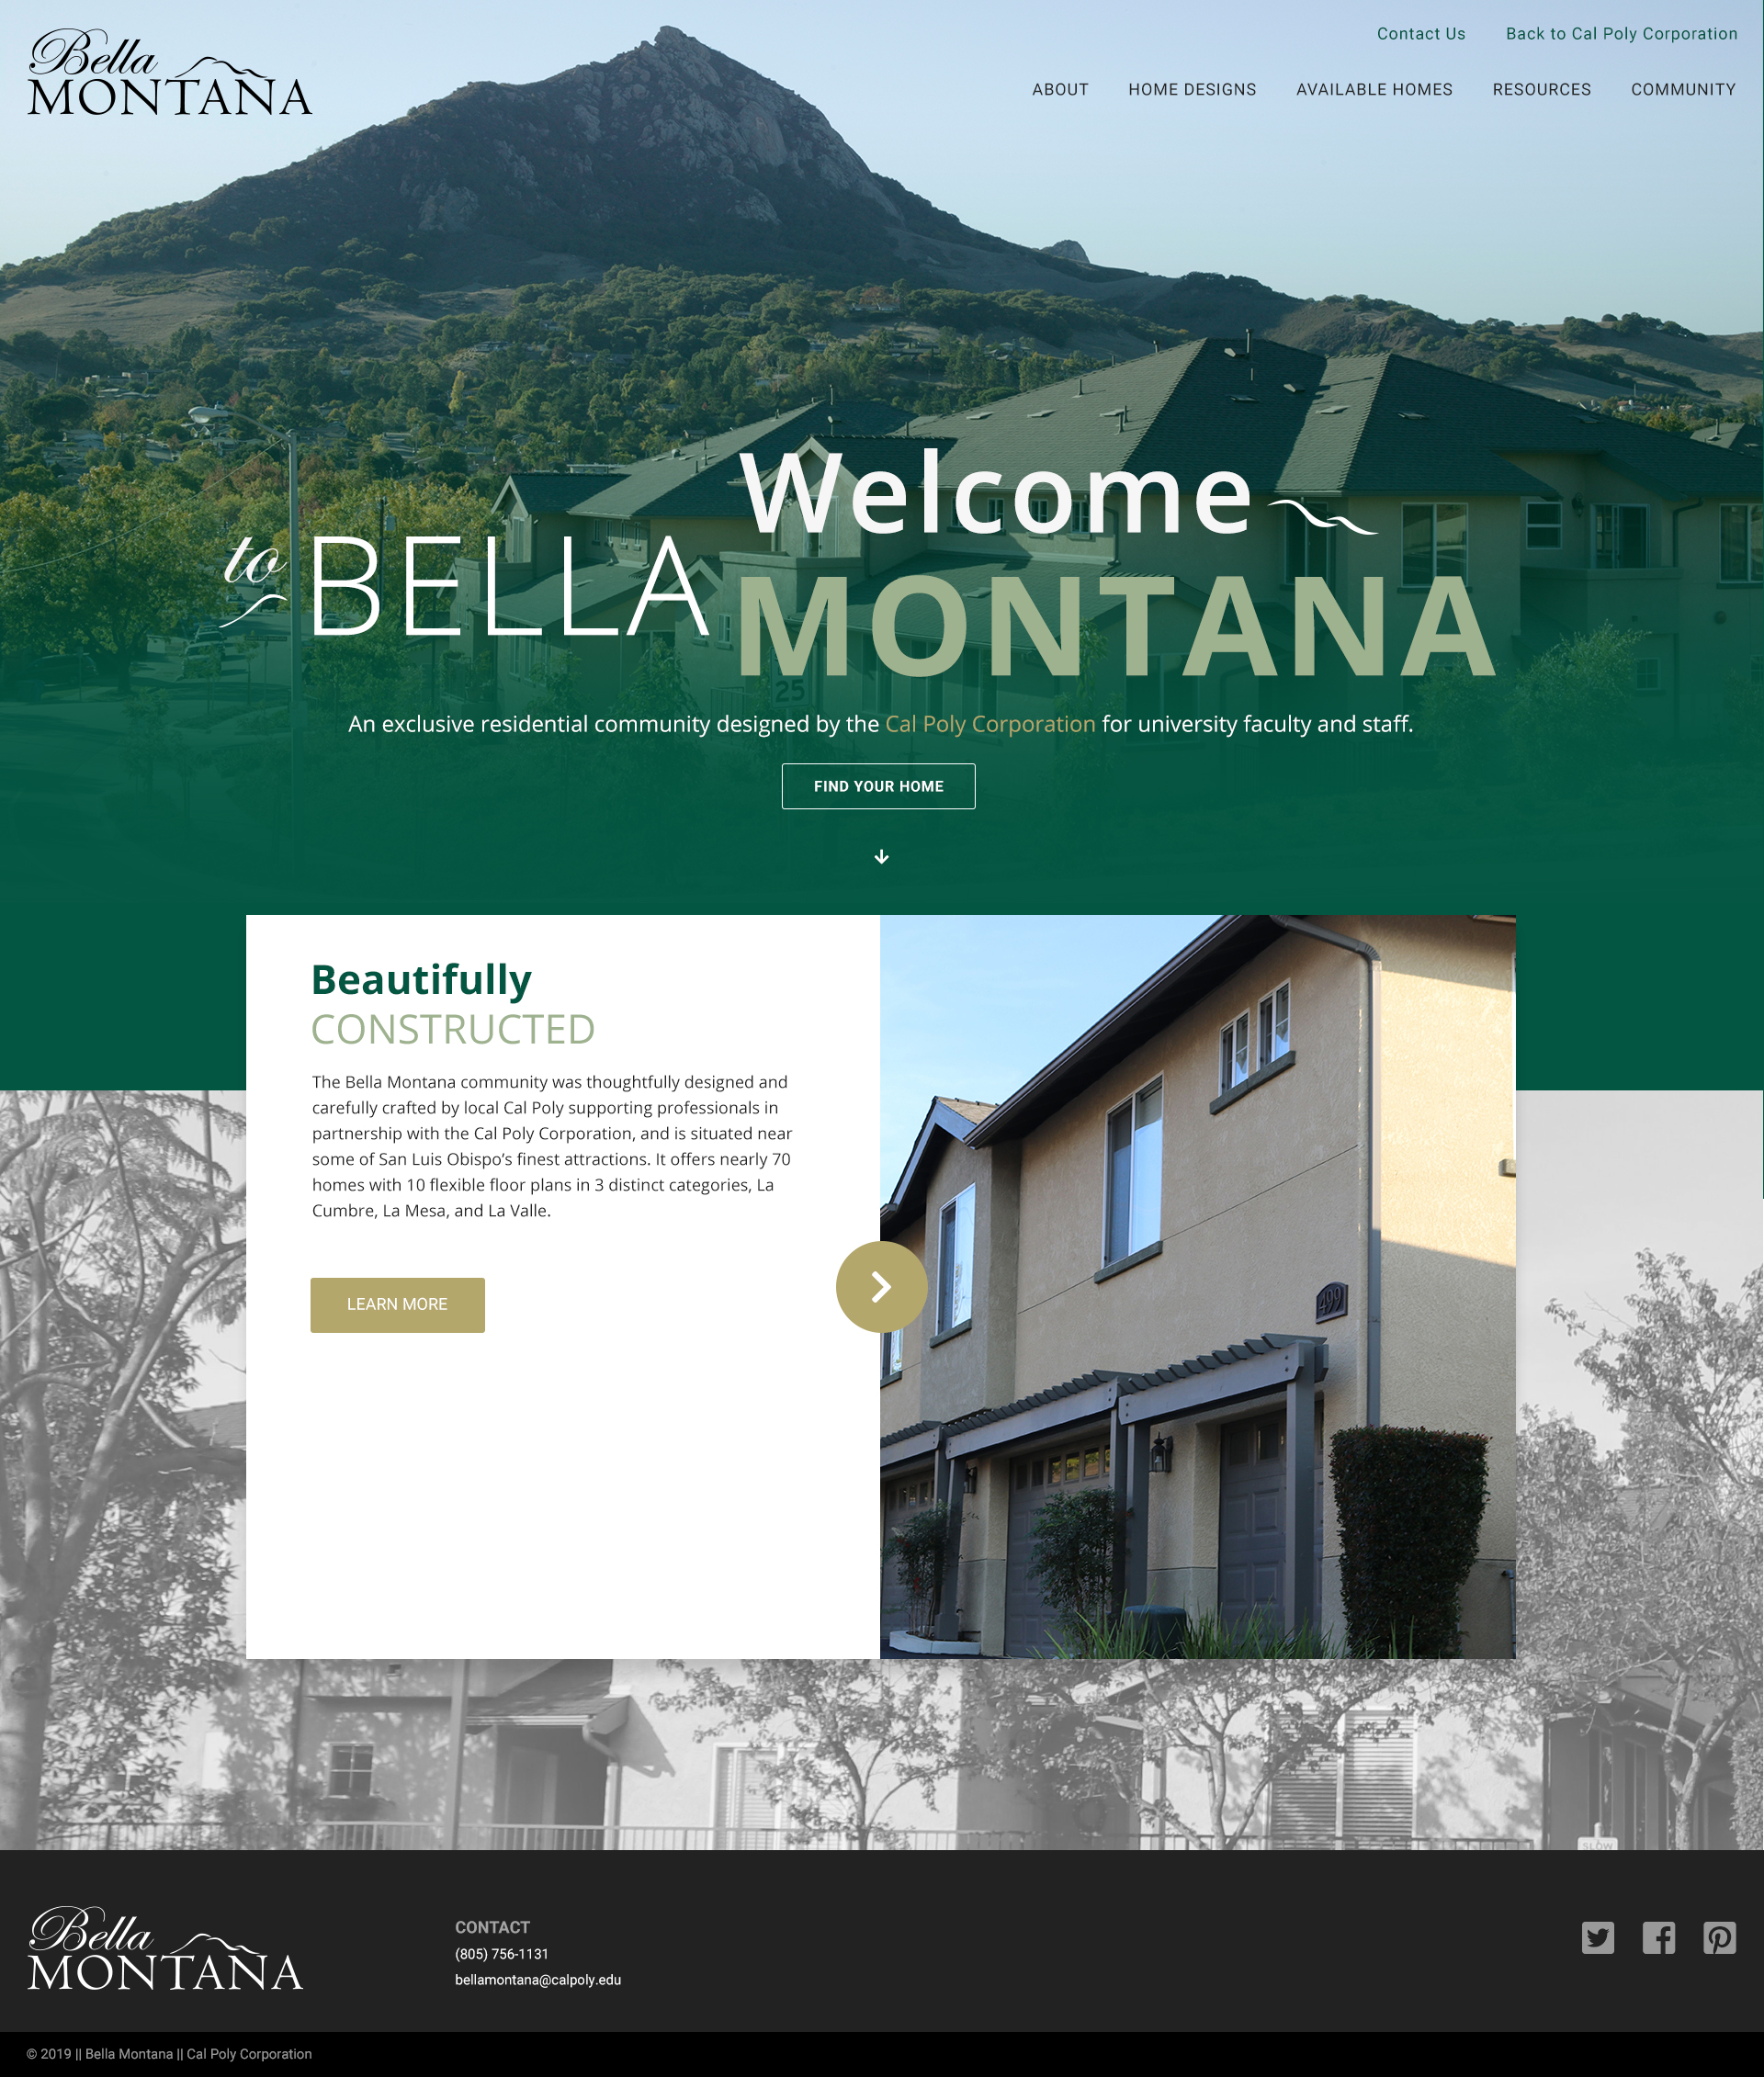 Bella
MONTANA
Contact Us
Back to Cal Poly Corporation
ABOUT
HOME DESIGNS
AVAILABLE HOMES
RESOURCES
COMMUNITY
Welcome
to BELLA
MONTANA
25
An exclusive residential community designed by the Cal Poly Corporation for university faculty and staff.
FIND YOUR HOME
Beautifully
CONSTRUCTED
The Bella Montana community was thoughtfully designed and
carefully crafted by local Cal Poly supporting professionals in
partnership with the Cal Poly Corporation, and is situated near
some of San Luis Obispo’s finest attractions. It offers nearly 70
homes with 10 flexible floor plans in 3 distinct categories, La
Cumbre, La Mesa, and La Valle.
LEARN MORE
499
SLOW
Bella
MONTANA
CONTACT
(805) 756-1131
bellamontana@calpoly.edu
© 2019 || Bella Montana || Cal Poly Corporation